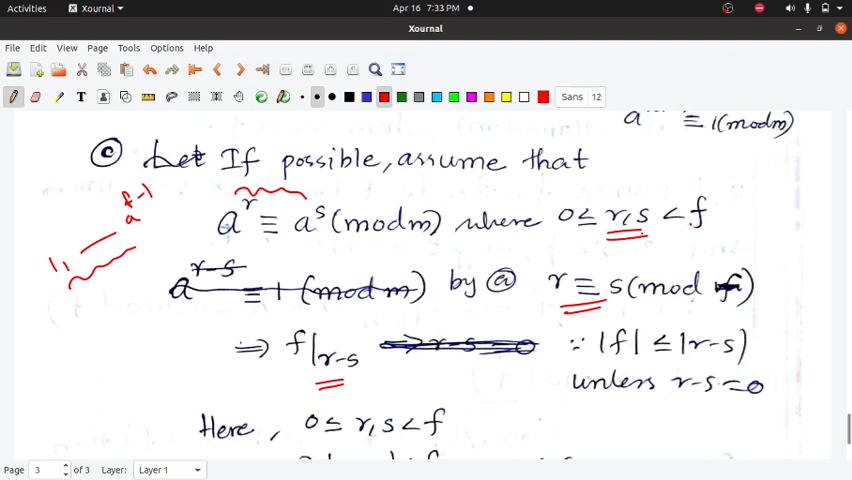 Activities Xournal Apr 16 7:33 PM
Xournal
File Edit View Page Tools Options Help
T Sans 12
a ≡ 1(mod m)
ⓒ Let If possible, assume that
f-1
a
1,
a^r ≡ a^s (mod m) where 0 ≤ r, s < f
a^r-s ≡ 1 (mod m) by ⓐ r ≡ s (mod f)
⇒ f | r-s ⇒ r-s = 0 ∵ |f| ≤ |r-s|
unless r-s = 0
Here, 0 ≤ r, s < f
Page 3 of 3 Layer: Layer 1